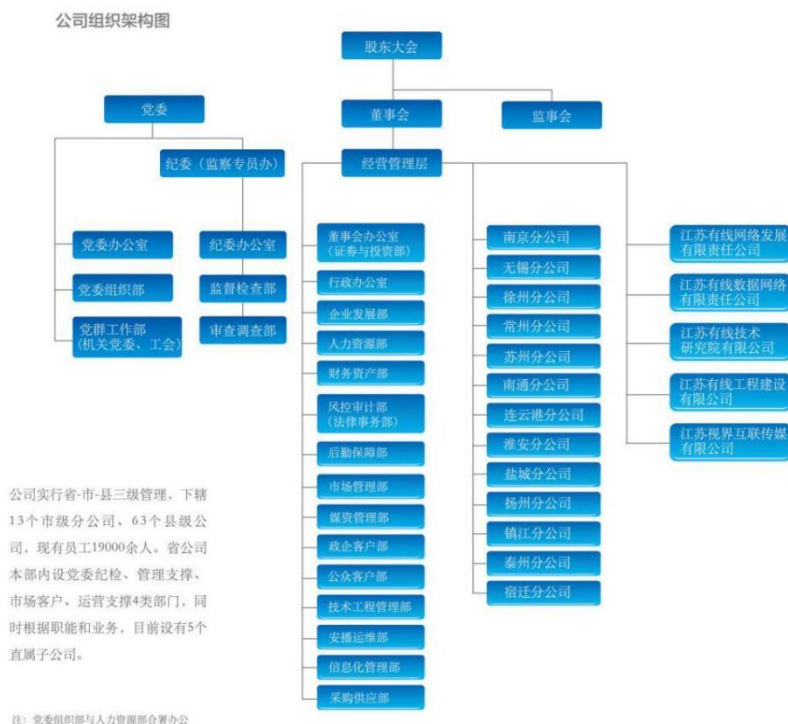 公司组织架构图
股东大会
党委
董事会
监事会
纪委（监察专员办）
经营管理层
党委办公室
党委组织部
党群工作部
(机关党委、工会)
纪委办公室
监督检查部
审查调查部
董事会办公室
(证券与投资部)
行政办公室
企业发展部
人力资源部
财务资产部
风控审计部
(法律事务部)
后勤保障部
市场管理部
媒资管理部
政企客户部
公众客户部
技术工程管理部
安播运维部
信息化管理部
采购供应部
南京分公司
无锡分公司
徐州分公司
常州分公司
苏州分公司
南通分公司
连云港分公司
淮安分公司
盐城分公司
扬州分公司
镇江分公司
泰州分公司
宿迁分公司
江苏有线网络发展
有限责任公司
江苏有线数据网络
有限责任公司
江苏有线技术
研究院有限公司
江苏有线工程建设
有限公司
江苏视界互联传媒
有限公司
公司实行省-市-县三级管理，下辖
13个市级分公司、63个县级公
司，现有员工19000余人。省公司
本部内设党委纪检、管理支撑、
市场客户、运营支撑4类部门，同
时根据职能和业务，目前设有5个
直属子公司。
注：党委组织部与人力资源部合署办公